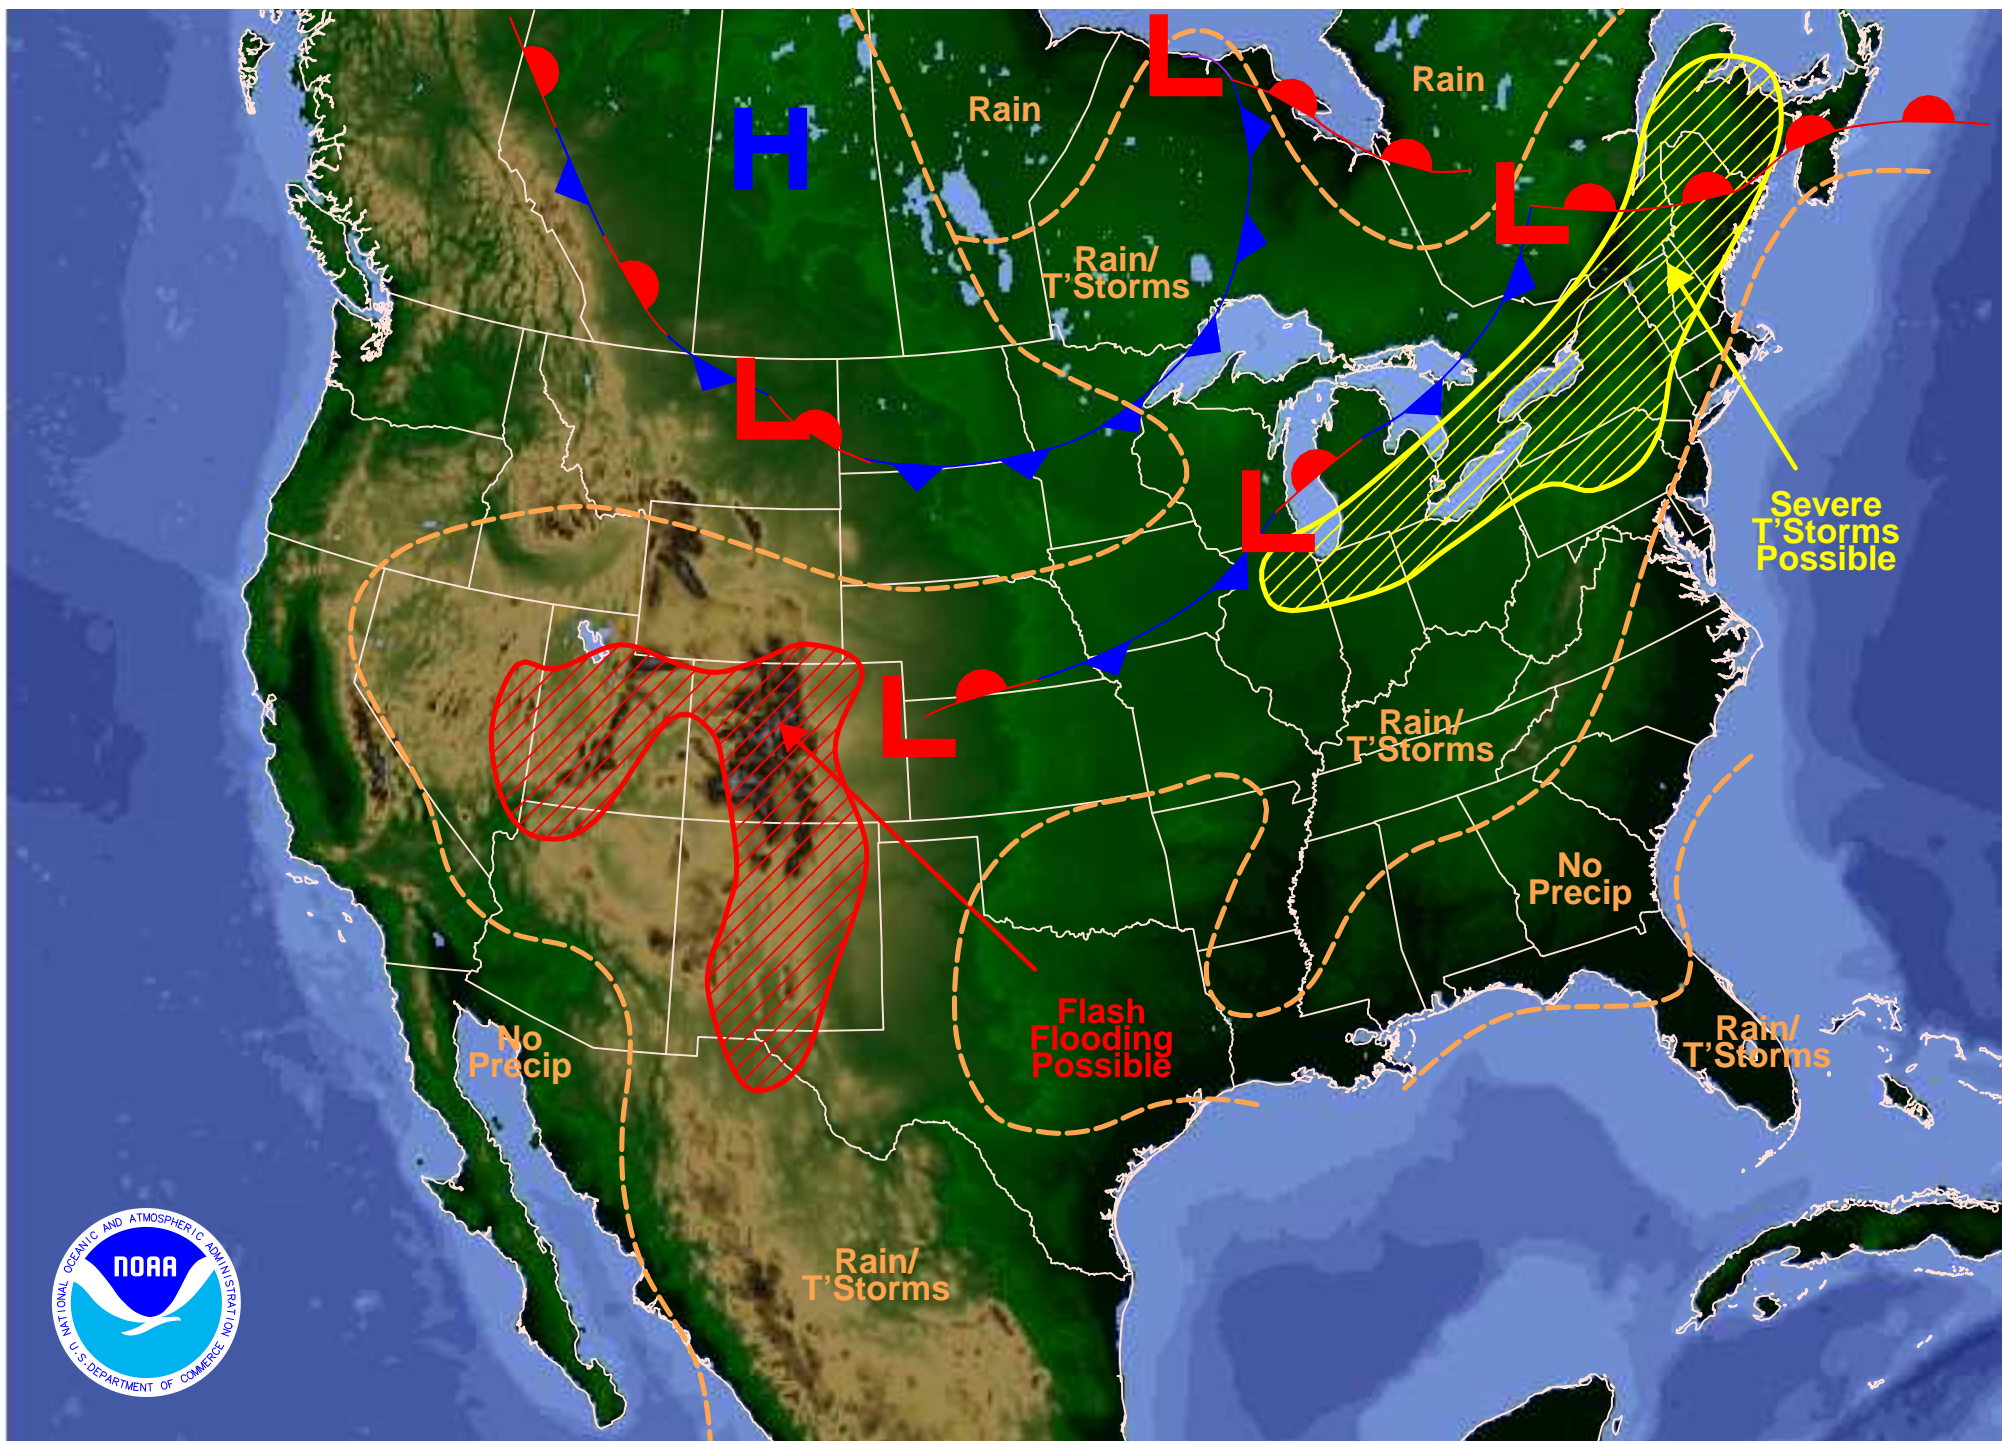 L
Rain
Rain
H
L
Rain/
T'Storms
L
L
Severe
T'Storms
Possible
L
Rain/
T'Storms
No
Precip
Flash
Flooding
Possible
No
Precip
Rain/
T'Storms
Rain/
T'Storms
NATIONAL OCEANIC AND ATMOSPHERIC ADMINISTRATION
NOAA
U.S. DEPARTMENT OF COMMERCE
L